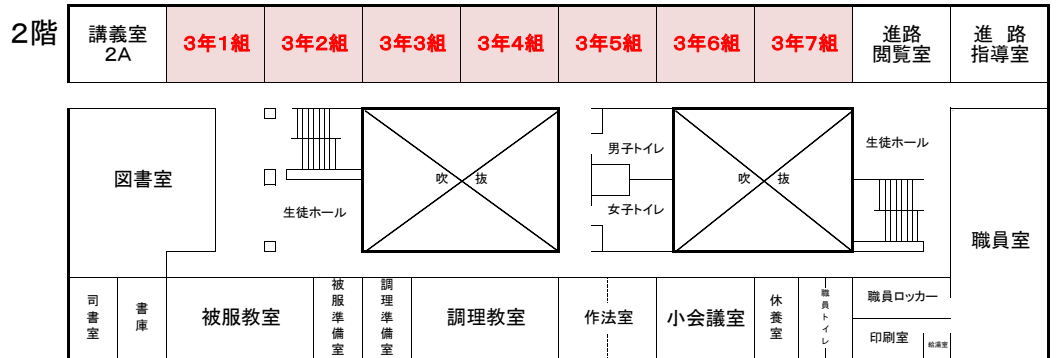 2階
講義室
2A
3年1組
3年2組
3年3組
3年4組
3年5組
3年6組
3年7組
進路
閲覧室
進 路
指導室
図書室
生徒ホール
吹 抜
男子トイレ
女子トイレ
吹 抜
生徒ホール
職員室
司書室
書庫
被服教室
被服準備室
調理準備室
調理教室
作法室
小会議室
休養室
職員トイレ
職員ロッカー
印刷室
給湯室